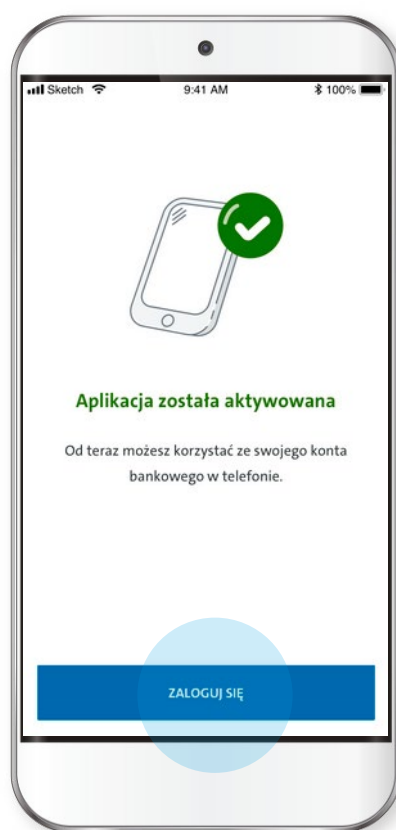 Sketch 9:41 AM 100%
Aplikacja została aktywowana
Od teraz możesz korzystać ze swojego konta
bankowego w telefonie.
ZALOGUJ SIĘ